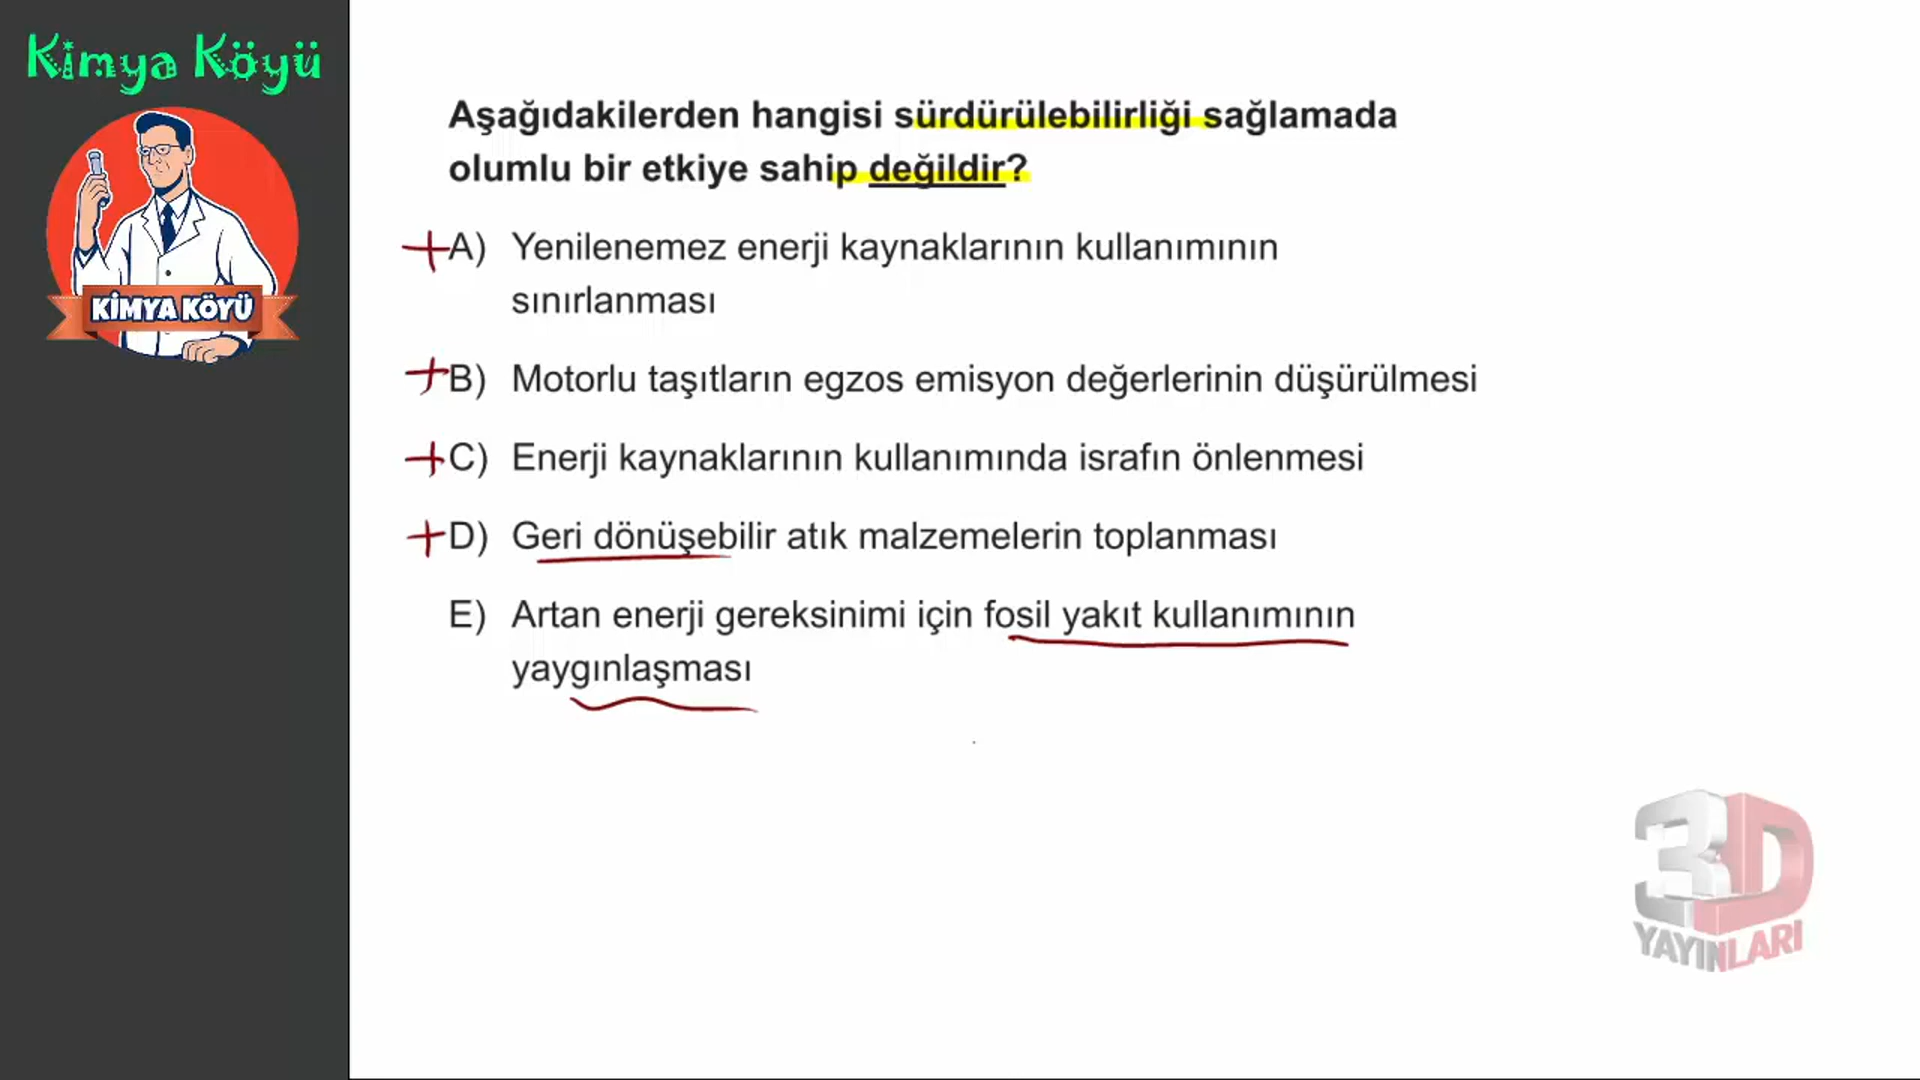 Kimya Köyü
KİMYA KÖYÜ
Aşağıdakilerden hangisi sürdürülebilirliği sağlamada
olumlu bir etkiye sahip değildir?
+A) Yenilenemez enerji kaynaklarının kullanımının
sınırlanması
+B) Motorlu taşıtların egzos emisyon değerlerinin düşürülmesi
+C) Enerji kaynaklarının kullanımında israfın önlenmesi
+D) Geri dönüşebilir atık malzemelerin toplanması
E) Artan enerji gereksinimi için fosil yakıt kullanımının
yaygınlaşması
3D
YAYINLARI